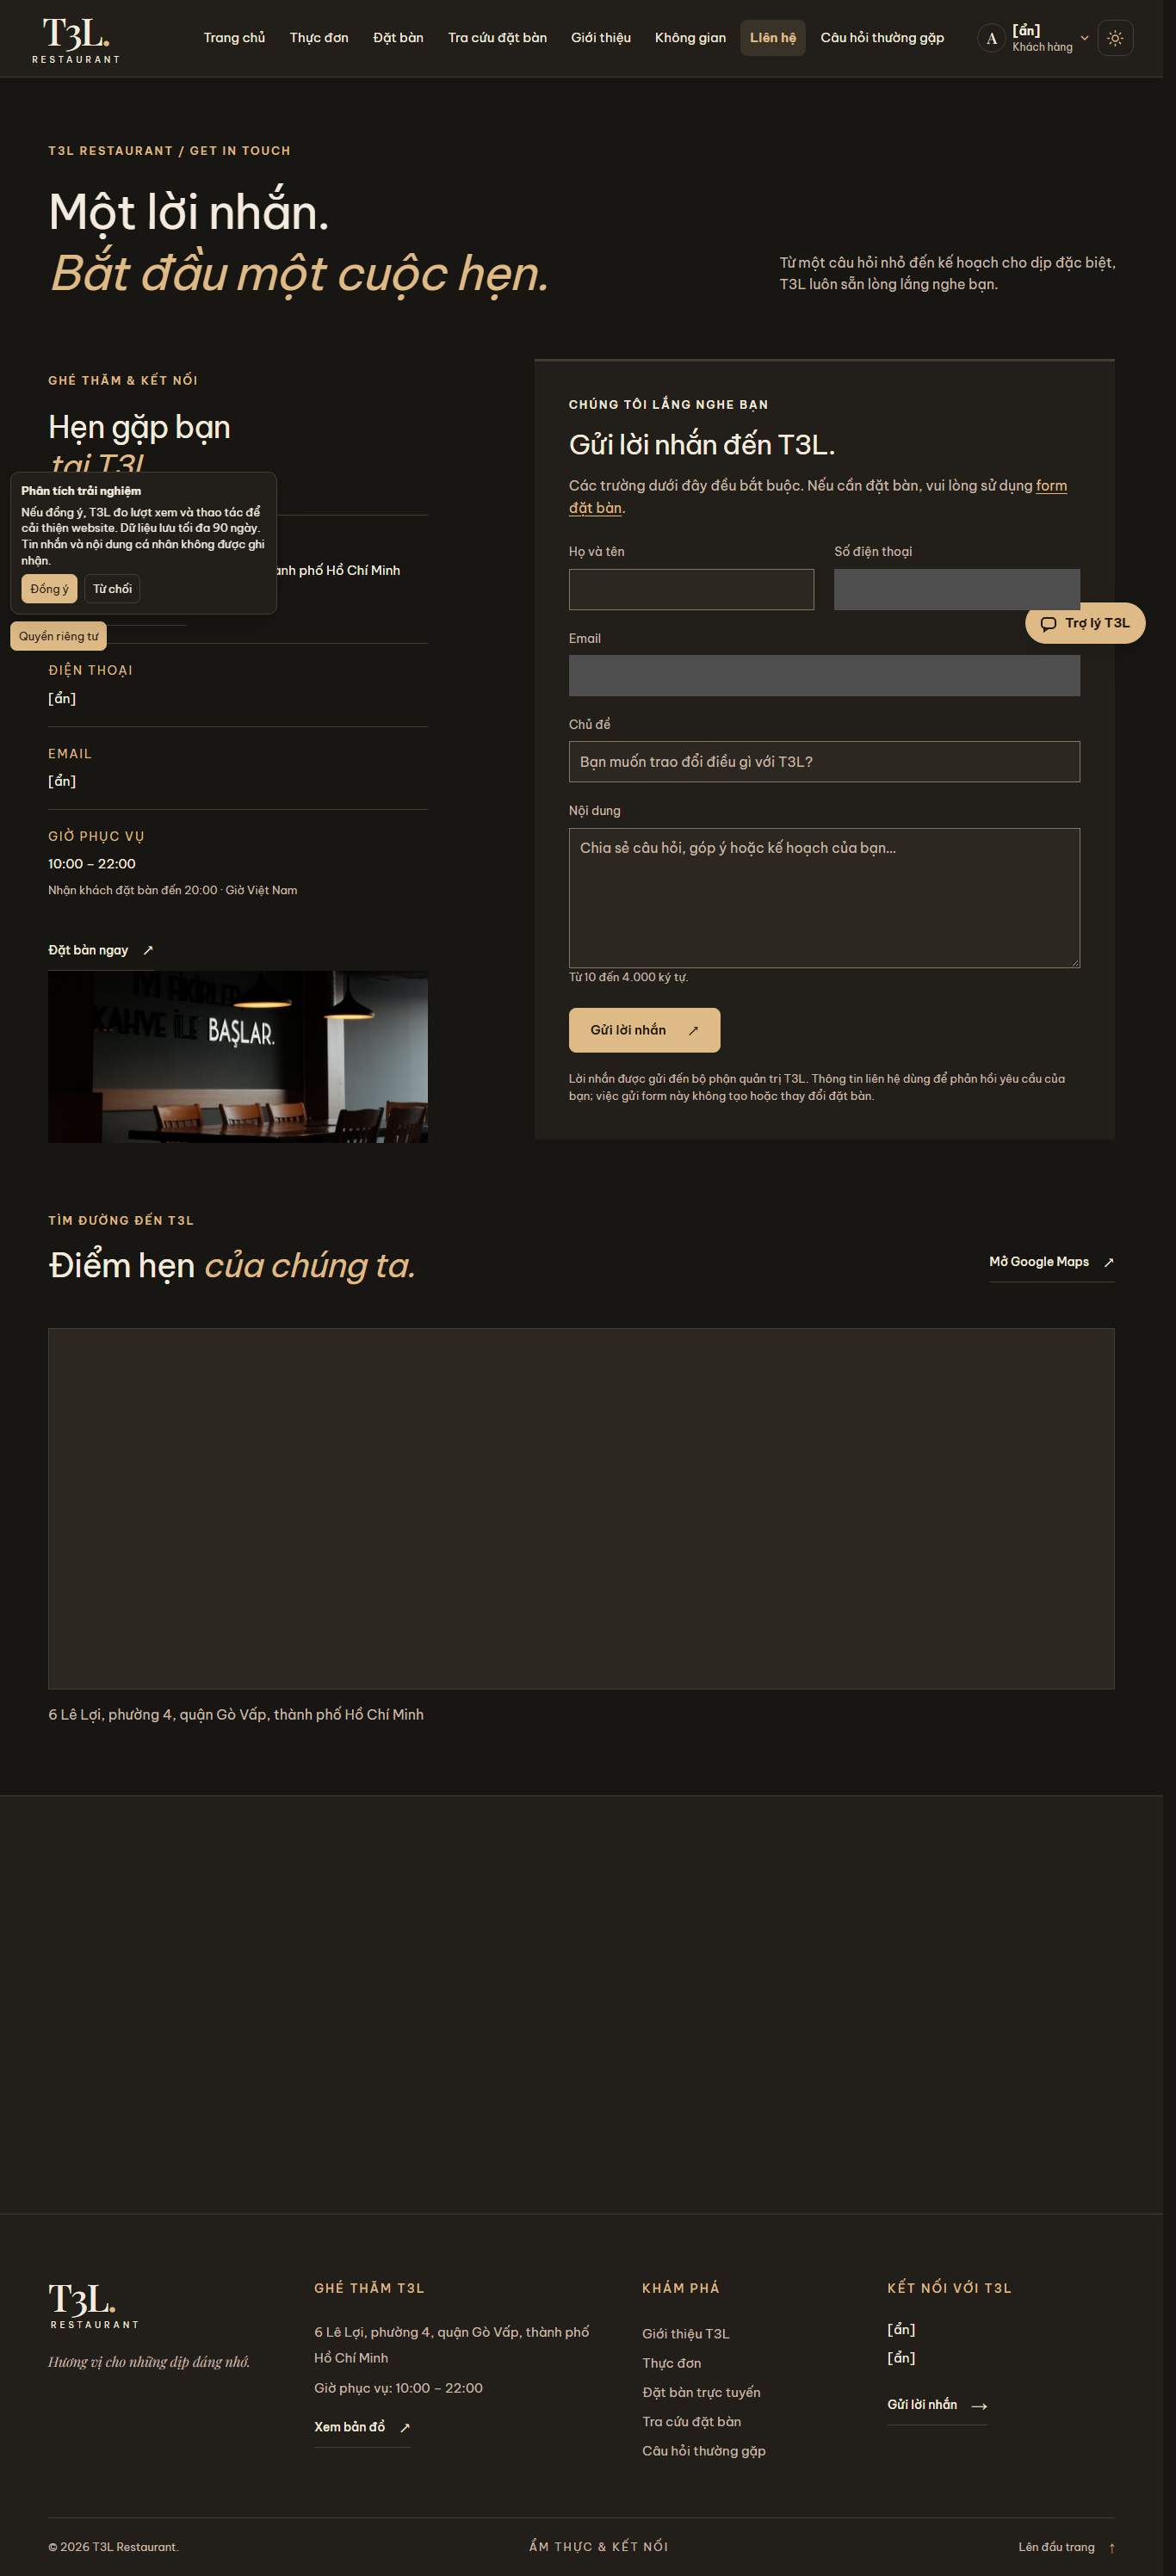 T3L.
RESTAURANT
Trang chủ
Thực đơn
Đặt bàn
Tra cứu đặt bàn
Giới thiệu
Không gian
Liên hệ
Câu hỏi thường gặp
A
[ẩn]
Khách hàng
T3L RESTAURANT / GET IN TOUCH
Một lời nhắn.
Bắt đầu một cuộc hẹn.
Từ một câu hỏi nhỏ đến kế hoạch cho dịp đặc biệt,
T3L luôn sẵn lòng lắng nghe bạn.
GHÉ THĂM & KẾT NỐI
Hẹn gặp bạn
tại T3L
Phân tích trải nghiệm
Nếu đồng ý, T3L đo lượt xem và thao tác để
cải thiện website. Dữ liệu lưu tối đa 90 ngày.
Tin nhắn và nội dung cá nhân không được ghi
nhận.
Đồng ý
Từ chối
Quyền riêng tư
phố Hồ Chí Minh
ĐIỆN THOẠI
[ẩn]
EMAIL
[ẩn]
GIỜ PHỤC VỤ
10:00 – 22:00
Nhận khách đặt bàn đến 20:00 · Giờ Việt Nam
Đặt bàn ngay ↗
İYİ FİKİRLER
KAHVE İLE BAŞLAR.
CHÚNG TÔI LẮNG NGHE BẠN
Gửi lời nhắn đến T3L.
Các trường dưới đây đều bắt buộc. Nếu cần đặt bàn, vui lòng sử dụng form
đặt bàn.
Họ và tên
Số điện thoại
Trợ lý T3L
Email
Chủ đề
Bạn muốn trao đổi điều gì với T3L?
Nội dung
Chia sẻ câu hỏi, góp ý hoặc kế hoạch của bạn...
Từ 10 đến 4.000 ký tự.
Gửi lời nhắn ↗
Lời nhắn được gửi đến bộ phận quản trị T3L. Thông tin liên hệ dùng để phản hồi yêu cầu của
bạn; việc gửi form này không tạo hoặc thay đổi đặt bàn.
TÌM ĐƯỜNG ĐẾN T3L
Điểm hẹn của chúng ta.
Mở Google Maps ↗
6 Lê Lợi, phường 4, quận Gò Vấp, thành phố Hồ Chí Minh
T3L.
RESTAURANT
Hương vị cho những dịp đáng nhớ.
GHÉ THĂM T3L
6 Lê Lợi, phường 4, quận Gò Vấp, thành phố
Hồ Chí Minh
Giờ phục vụ: 10:00 – 22:00
Xem bản đồ ↗
KHÁM PHÁ
Giới thiệu T3L
Thực đơn
Đặt bàn trực tuyến
Tra cứu đặt bàn
Câu hỏi thường gặp
KẾT NỐI VỚI T3L
[ẩn]
[ẩn]
Gửi lời nhắn →
© 2026 T3L Restaurant.
ẨM THỰC & KẾT NỐI
Lên đầu trang ↑